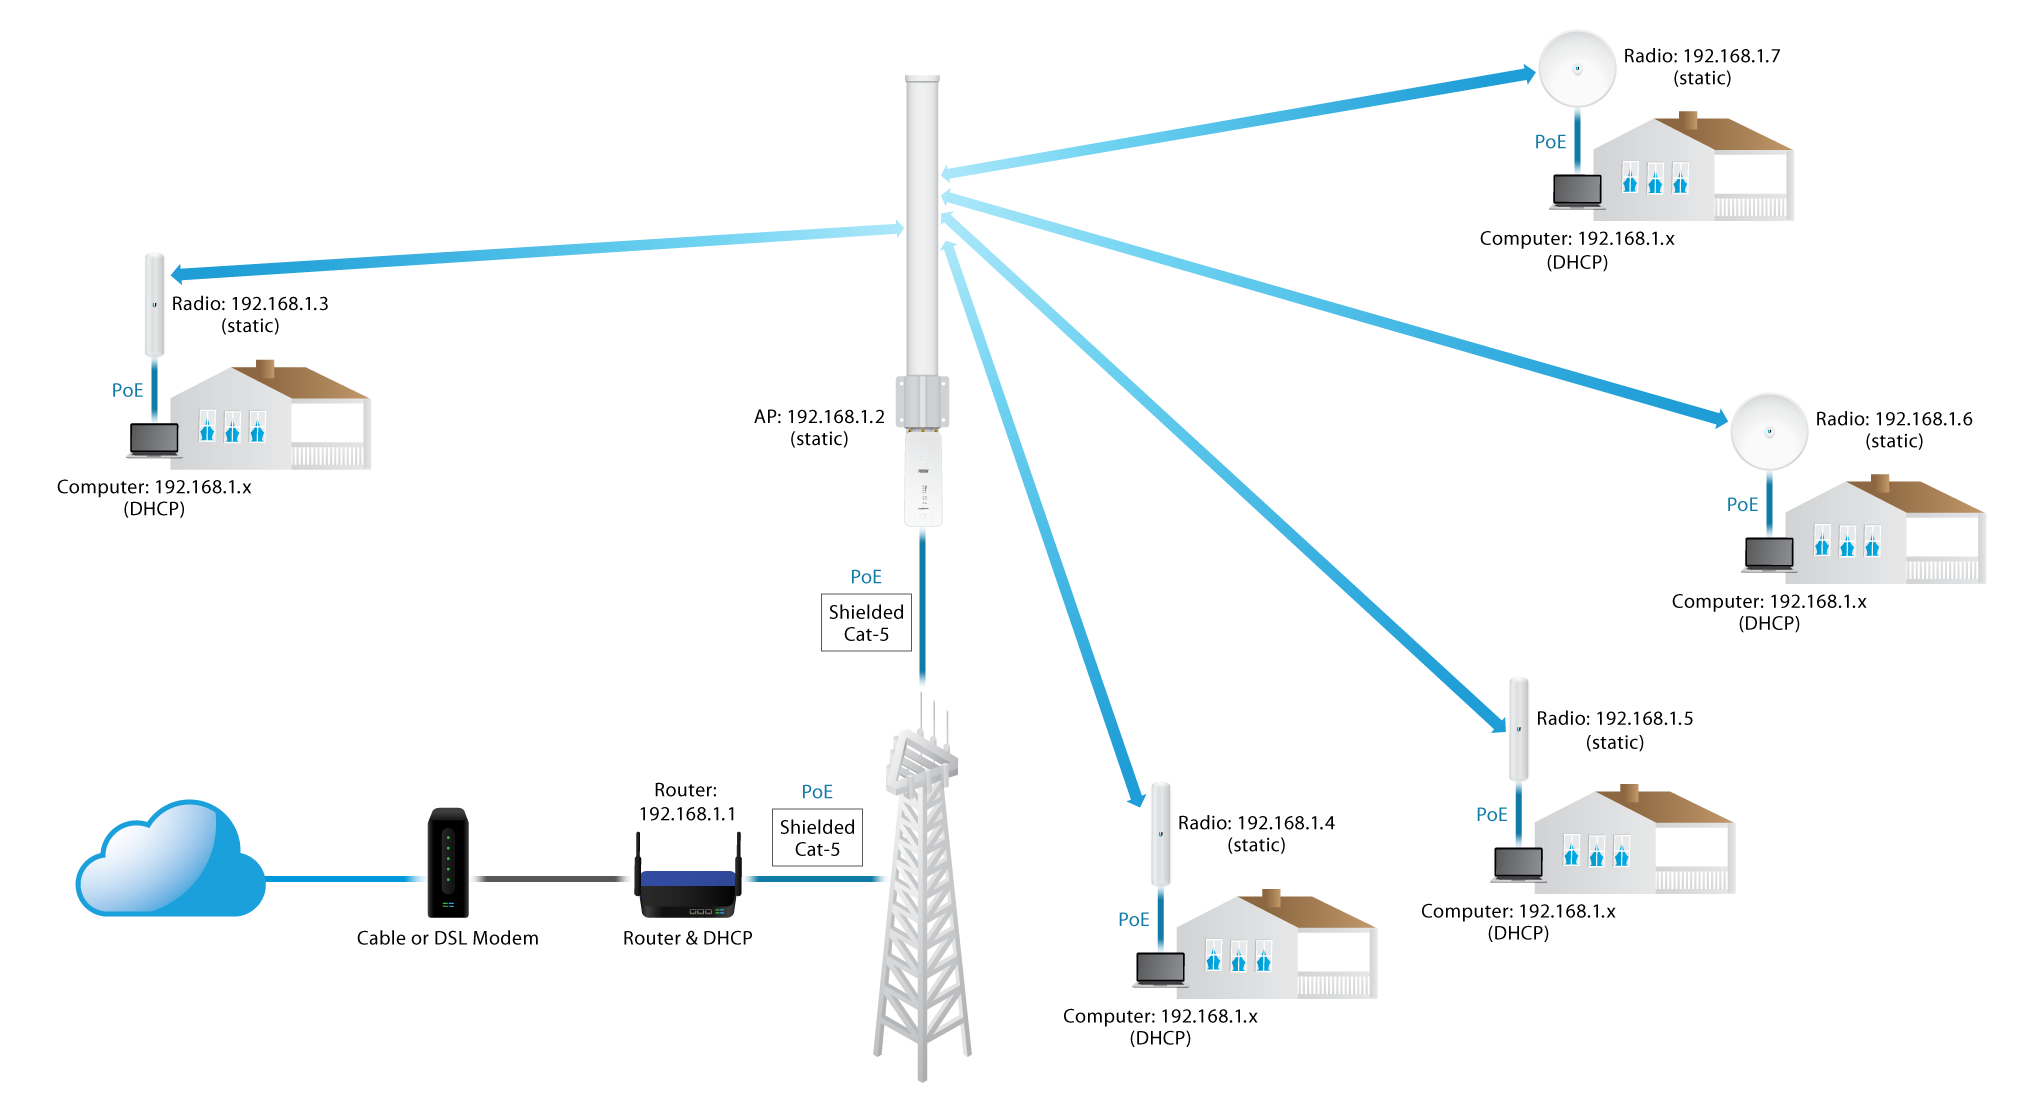 Radio: 192.168.1.7
(static)
PoE
Computer: 192.168.1.x
(DHCP)
Radio: 192.168.1.3
(static)
PoE
Computer: 192.168.1.x
(DHCP)
AP: 192.168.1.2
(static)
Radio: 192.168.1.6
(static)
PoE
Computer: 192.168.1.x
(DHCP)
PoE
Shielded
Cat-5
Radio: 192.168.1.5
(static)
PoE
Computer: 192.168.1.x
(DHCP)
Router:
192.168.1.1
PoE
Shielded
Cat-5
Cable or DSL Modem
Router & DHCP
Radio: 192.168.1.4
(static)
PoE
Computer: 192.168.1.x
(DHCP)